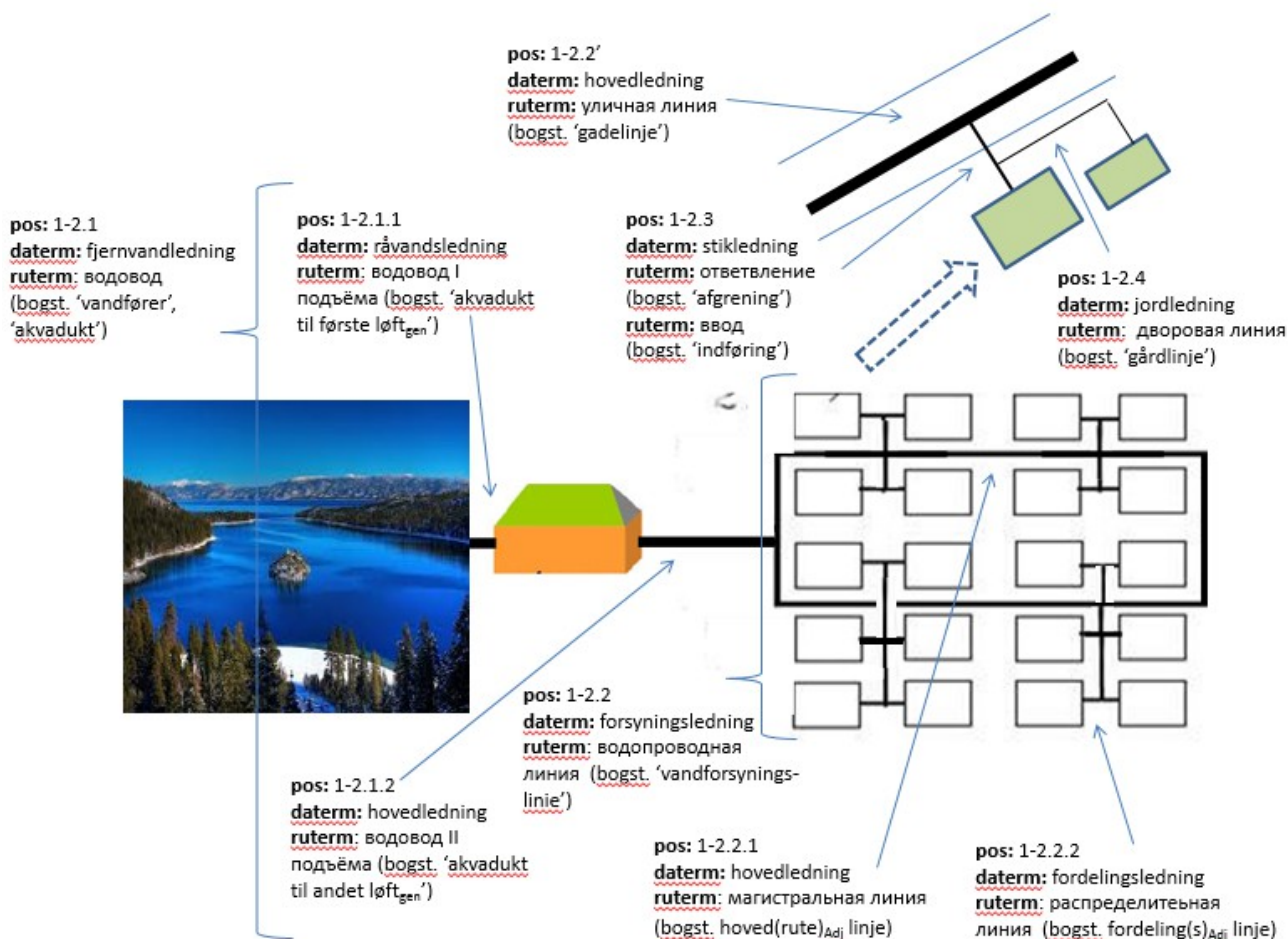 pos: 1-2.2’
daterm: hovedledning
ruterm: уличная линия
(bogst. ‘gadelinje’)
pos: 1-2.1
daterm: fjernvandledning
ruterm: водовод
(bogst. ‘vandfører’,
‘akvadukt’)
pos: 1-2.1.1
daterm: råvandsledning
ruterm: водовод I
подъёма (bogst. ‘akvadukt
til første løftgen’)
pos: 1-2.3
daterm: stikledning
ruterm: ответвление
(bogst. ‘afgrening’)
ruterm: ввод
(bogst. ‘indføring’)
pos: 1-2.4
daterm: jordledning
ruterm: дворовая линия
(bogst. ‘gårdlinje’)
pos: 1-2.2
daterm: forsyningsledning
ruterm: водопроводная
линия (bogst. ‘vandforsynings-
linie’)
pos: 1-2.1.2
daterm: hovedledning
ruterm: водовод II
подъёма (bogst. ‘akvadukt
til andet løftgen’)
pos: 1-2.2.1
daterm: hovedledning
ruterm: магистральная линия
(bogst. hoved(rute)Adj linje)
pos: 1-2.2.2
daterm: fordelingsledning
ruterm: распределитеьная
линия (bogst. fordeling(s)Adj linje)